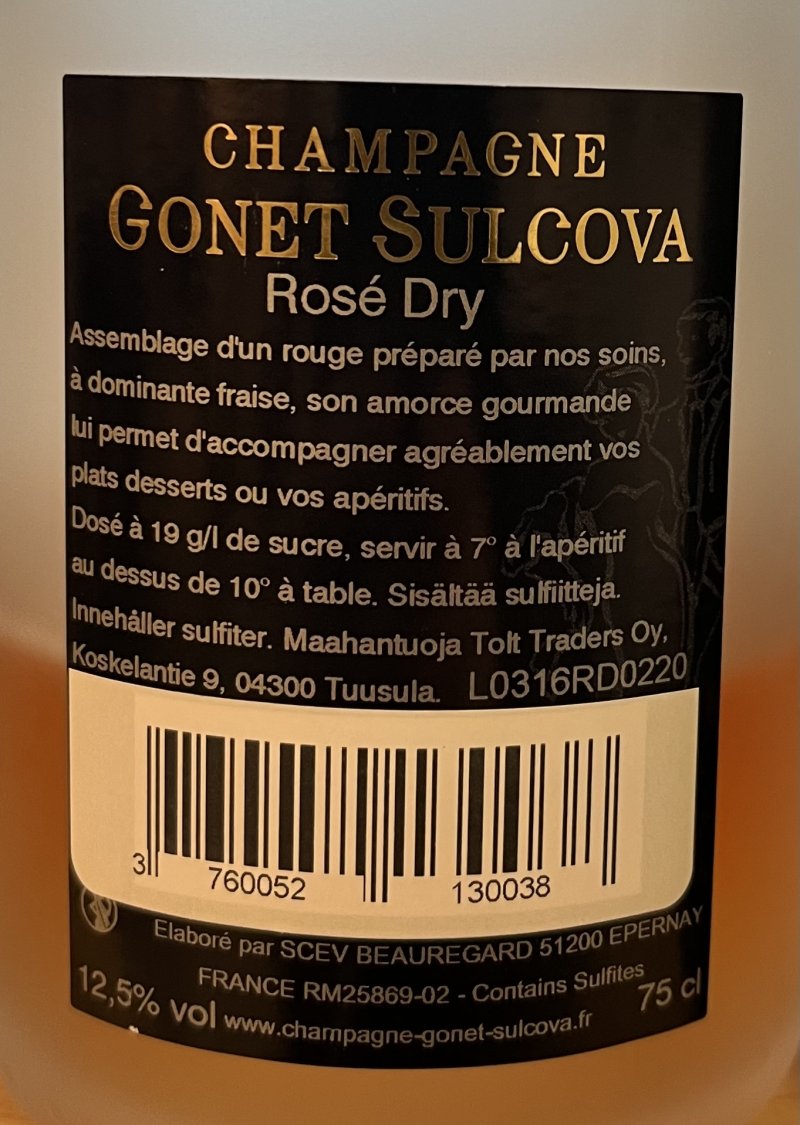 CHAMPAGNE
GONET SULCOVA
Rosé Dry
Assemblage d'un rouge préparé par nos soins,
à dominante fraise, son amorce gourmande
lui permet d'accompagner agréablement vos
plats desserts ou vos apéritifs.
Dosé à 19 g/l de sucre, servir à 7° à l'apéritif
au dessus de 10° à table. Sisältää sulfiitteja.
Innehåller sulfiter. Maahantuoja Tolt Traders Oy,
Koskelantie 9, 04300 Tuusula. L0316RD0220
3 760052 130038
Elaboré par SCEV BEAUREGARD 51200 EPERNAY
FRANCE RM25869-02 - Contains Sulfites
12,5% vol www.champagne-gonet-sulcova.fr 75 cl